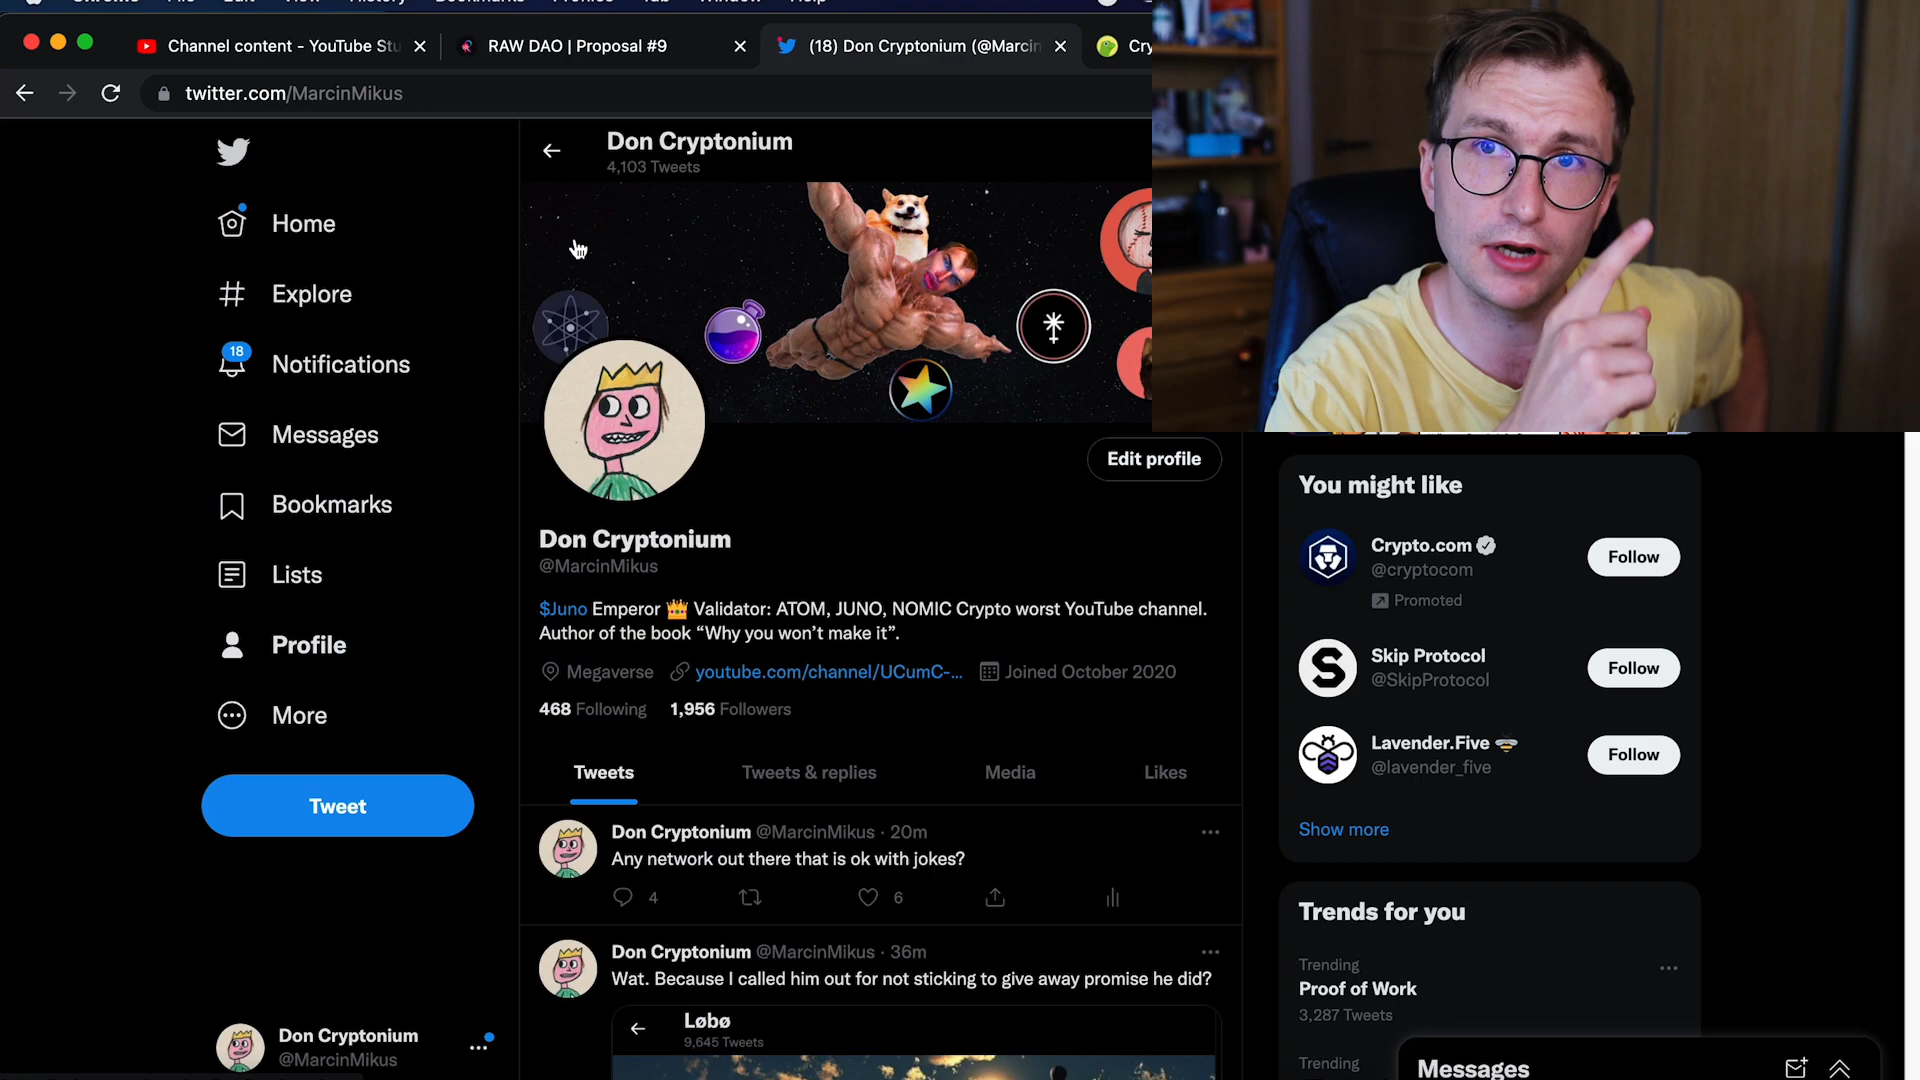 Channel content - YouTube Stu
RAW DAO | Proposal #9
(18) Don Cryptonium (@Marcin
Cry
twitter.com/MarcinMikus
Don Cryptonium
4,103 Tweets
Home
Explore
18
Notifications
Messages
Bookmarks
Lists
Profile
More
Tweet
Don Cryptonium
@MarcinMikus
Edit profile
Don Cryptonium
@MarcinMikus
$Juno Emperor 👑 Validator: ATOM, JUNO, NOMIC Crypto worst YouTube channel.
Author of the book “Why you won’t make it”.
Megaverse youtube.com/channel/UCumC-... Joined October 2020
468 Following 1,956 Followers
Tweets Tweets & replies Media Likes
Don Cryptonium @MarcinMikus · 20m
Any network out there that is ok with jokes?
4 6
Don Cryptonium @MarcinMikus · 36m
Wat. Because I called him out for not sticking to give away promise he did?
Løbø
9,645 Tweets
You might like
Crypto.com
@cryptocom
Promoted
Follow
Skip Protocol
@SkipProtocol
Follow
Lavender.Five 🐝
@lavender_five
Follow
Show more
Trends for you
Trending
Proof of Work
3,287 Tweets
Trending
Messages